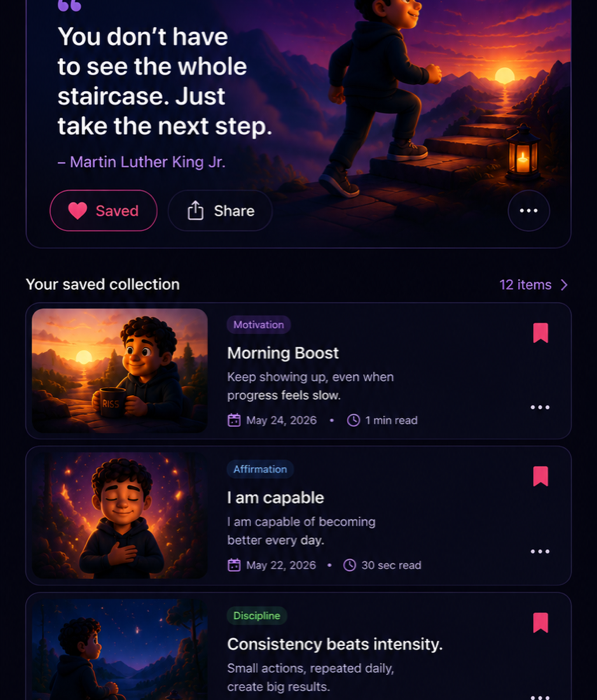 “
You don’t have
to see the whole
staircase. Just
take the next step.
– Martin Luther King Jr.
Saved
Share
Your saved collection
12 items
RISS
Motivation
Morning Boost
Keep showing up, even when
progress feels slow.
May 24, 2026 • 1 min read
Affirmation
I am capable
I am capable of becoming
better every day.
May 22, 2026 • 30 sec read
Discipline
Consistency beats intensity.
Small actions, repeated daily,
create big results.